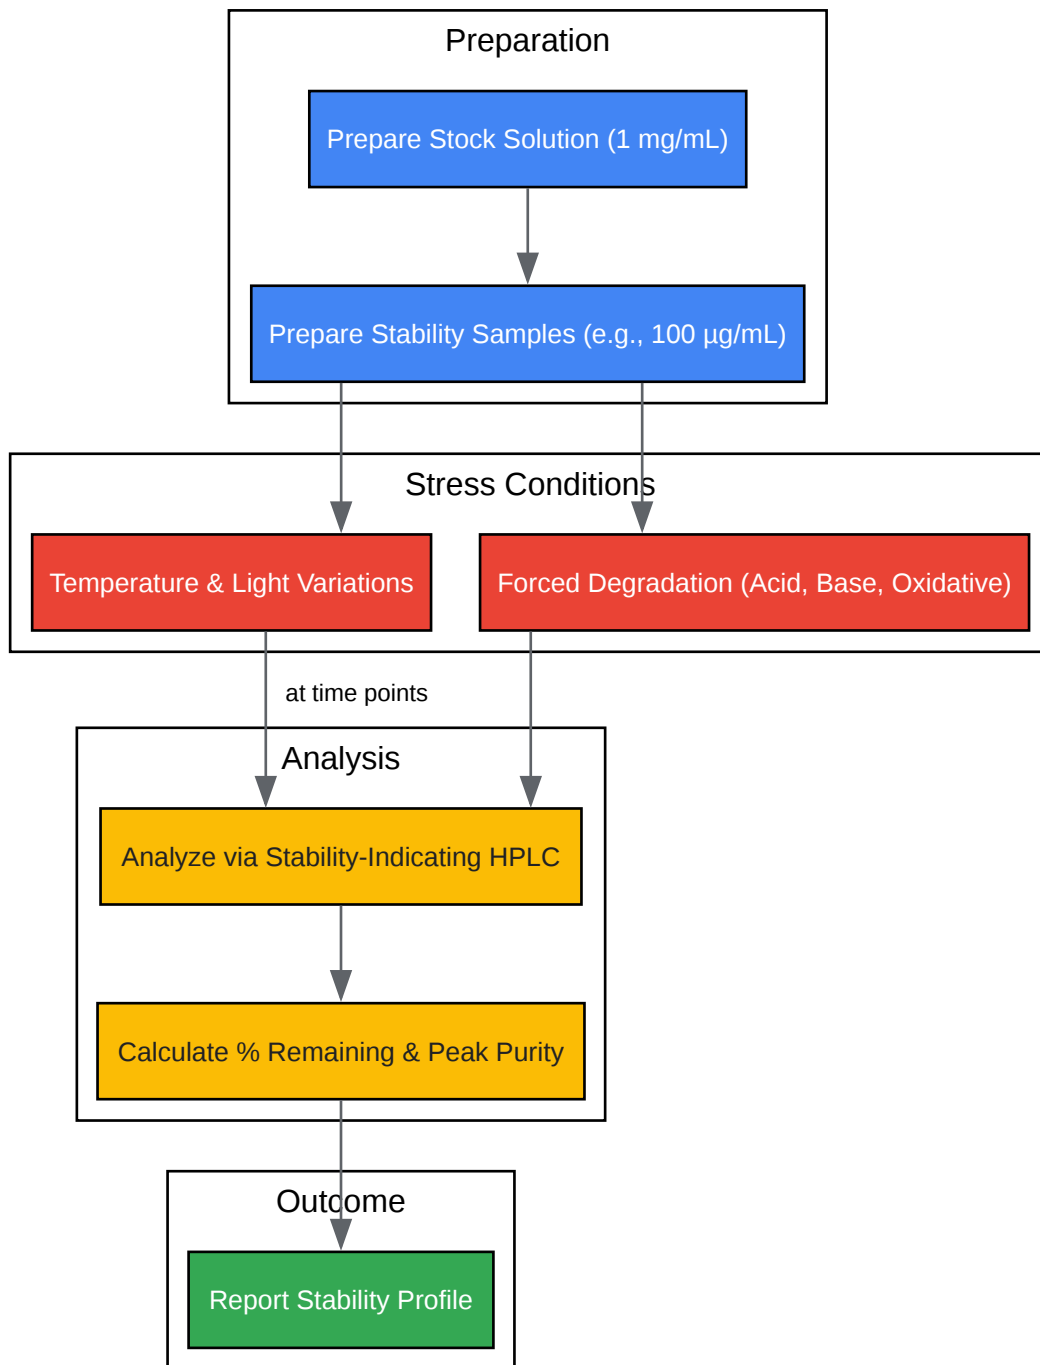 Preparation
Prepare Stock Solution (1 mg/mL)
Prepare Stability Samples (e.g., 100 µg/mL)
Stress Conditions
Temperature & Light Variations
Forced Degradation (Acid, Base, Oxidative)
at time points
Analysis
Analyze via Stability-Indicating HPLC
Calculate % Remaining & Peak Purity
Outcome
Report Stability Profile